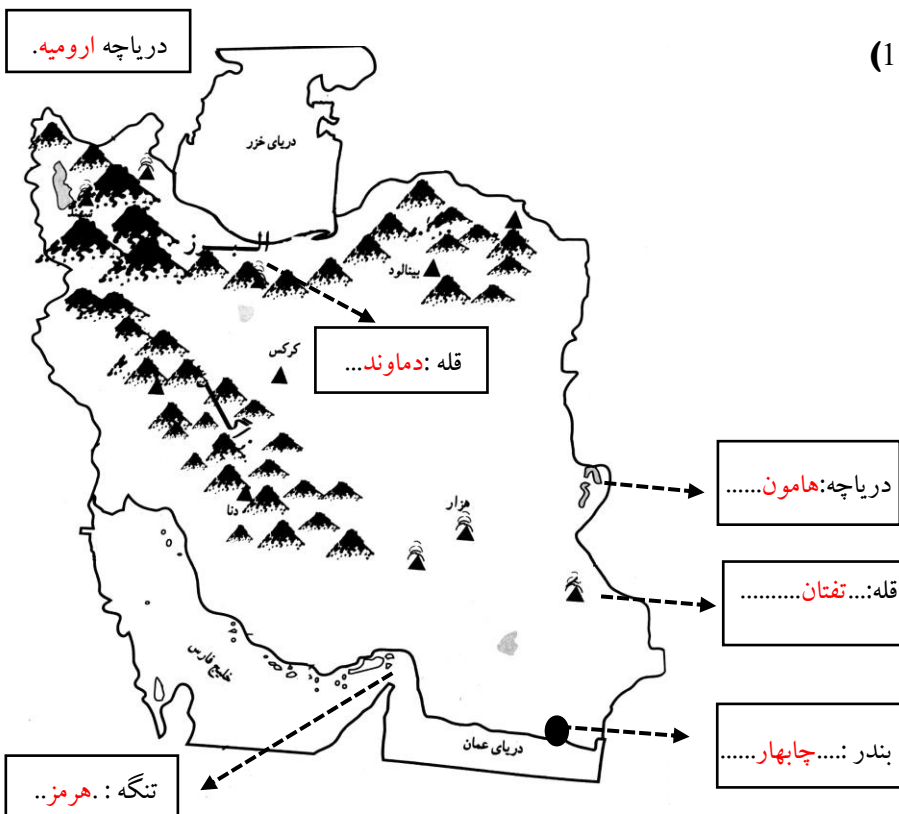 1)
دریاچه ارومیه.
دریای خزر
البــــرز
بینالود
کرکس
قله :دماوند...
دریاچه:هامون......
هزار
دنا
قله:...تفتان..........
خلیج فارس
دریای عمان
بندر :....چابهار......
تنگه : .هرمز..